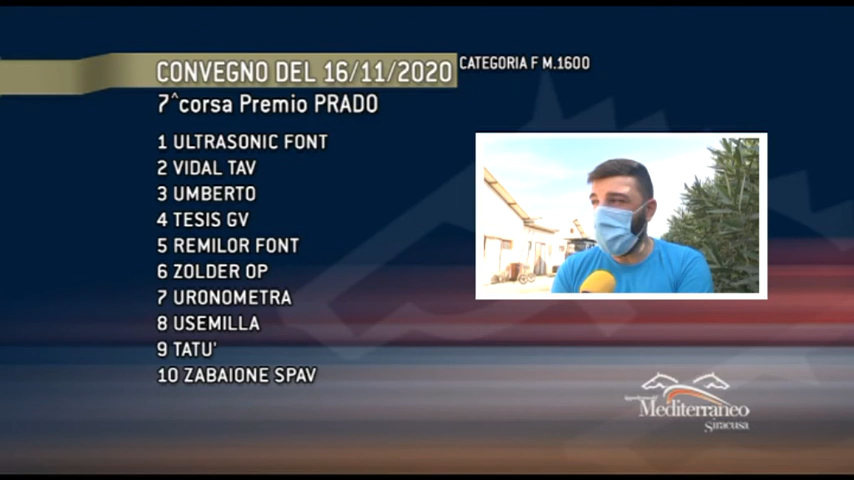 CONVEGNO DEL 16/11/2020
CATEGORIA F M.1600
7^corsa Premio PRADO
1 ULTRASONIC FONT
2 VIDAL TAV
3 UMBERTO
4 TESIS GV
5 REMILOR FONT
6 ZOLDER OP
7 URONOMETRA
8 USEMILLA
9 TATU'
10 ZABAIONE SPAV
Ippodromo del
Mediterraneo
Siracusa